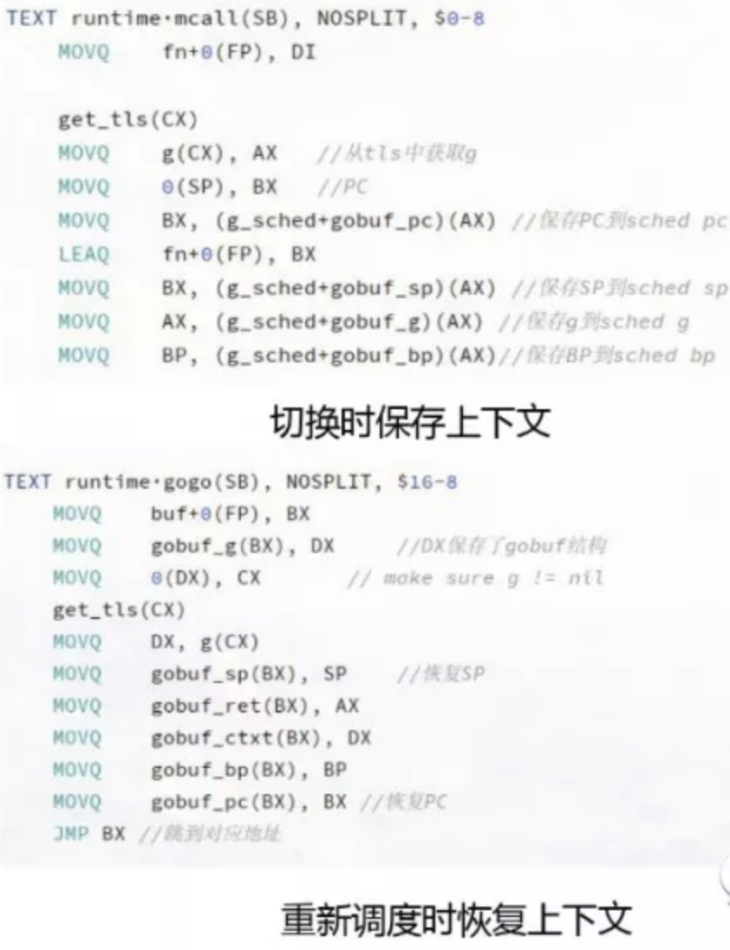 TEXT runtime·mcall(SB), NOSPLIT, $0-8
MOVQ fn+0(FP), DI
get_tls(CX)
MOVQ g(CX), AX //从tls中获取g
MOVQ 0(SP), BX //PC
MOVQ BX, (g_sched+gobuf_pc)(AX) //保存PC到sched pc
LEAQ fn+0(FP), BX
MOVQ BX, (g_sched+gobuf_sp)(AX) //保存SP到sched sp
MOVQ AX, (g_sched+gobuf_g)(AX) //保存g到sched g
MOVQ BP, (g_sched+gobuf_bp)(AX)//保存BP到sched bp
切换时保存上下文
TEXT runtime·gogo(SB), NOSPLIT, $16-8
MOVQ buf+0(FP), BX
MOVQ gobuf_g(BX), DX //DX保存了gobuf结构
MOVQ 0(DX), CX // make sure g != nil
get_tls(CX)
MOVQ DX, g(CX)
MOVQ gobuf_sp(BX), SP //恢复SP
MOVQ gobuf_ret(BX), AX
MOVQ gobuf_ctxt(BX), DX
MOVQ gobuf_bp(BX), BP
MOVQ gobuf_pc(BX), BX //恢复PC
JMP BX //跳到对应地址
重新调度时恢复上下文